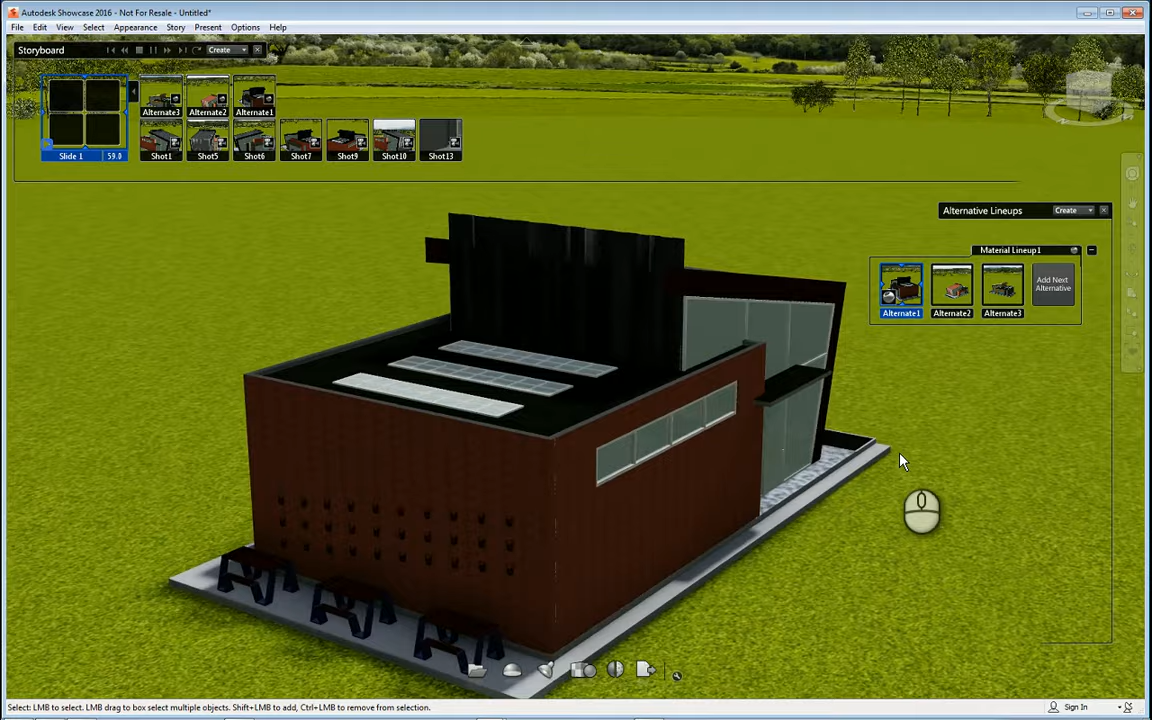 Autodesk Showcase 2016 - Not For Resale - Untitled*
File Edit View Select Appearance Story Present Options Help
Storyboard Create
Alternate3 Alternate2 Alternate1
Slide 1 59.0 Shot1 Shot5 Shot6 Shot7 Shot9 Shot10 Shot13
Alternative Lineups Create
Material Lineup1
Add Next
Alternative
Alternate1 Alternate2 Alternate3
Select: LMB to select. LMB drag to box select multiple objects. Shift+LMB to add, Ctrl+LMB to remove from selection.
Sign In